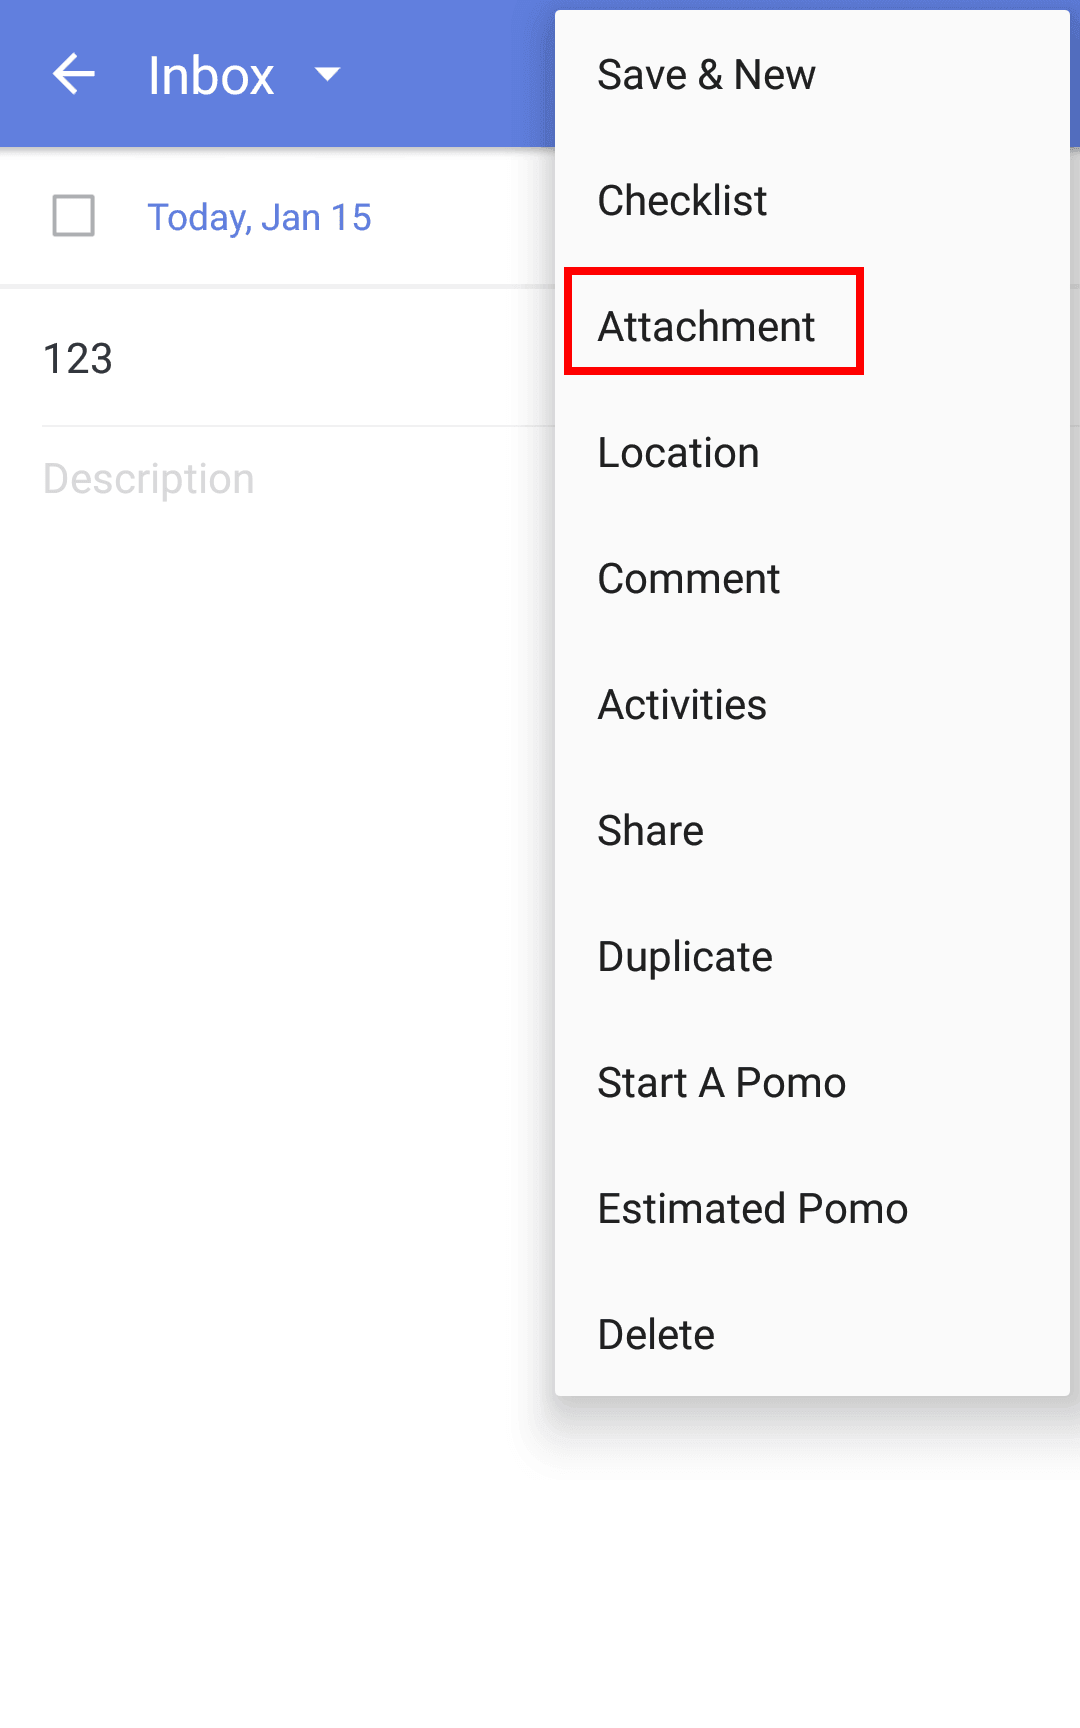 Inbox
Today, Jan 15
123
Description
Save & New
Checklist
Attachment
Location
Comment
Activities
Share
Duplicate
Start A Pomo
Estimated Pomo
Delete